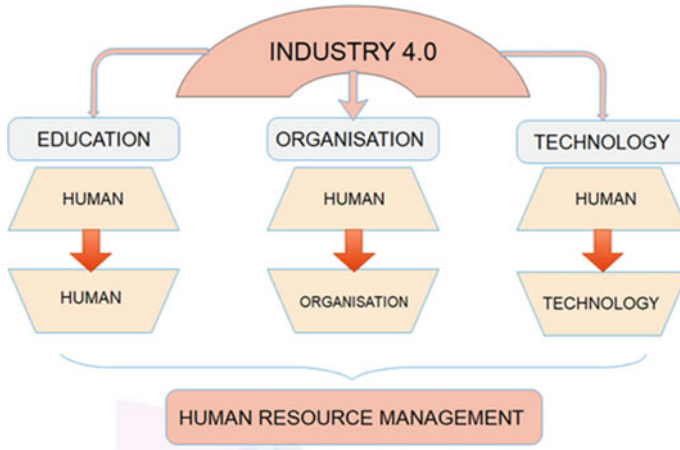 INDUSTRY 4.0
EDUCATION
ORGANISATION
TECHNOLOGY
HUMAN
HUMAN
HUMAN
HUMAN
ORGANISATION
TECHNOLOGY
HUMAN RESOURCE MANAGEMENT